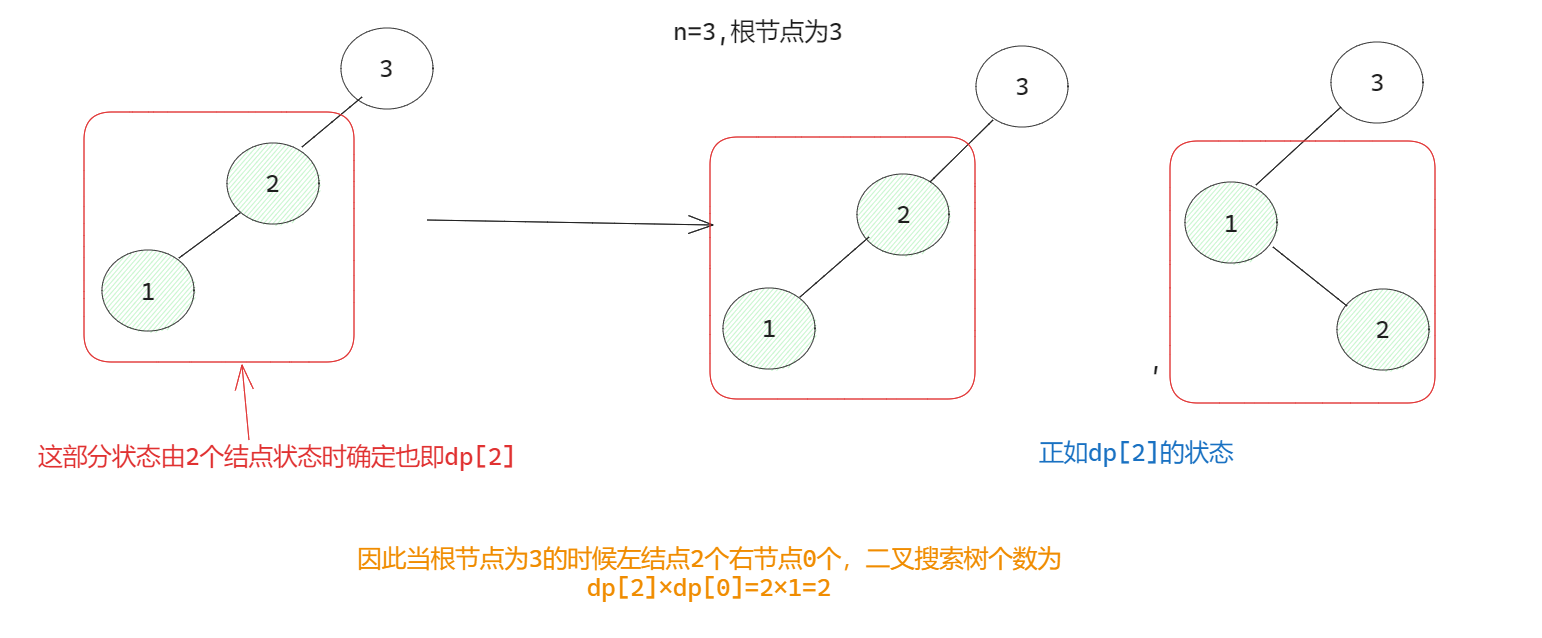 n=3,根节点为3
3
2
1
3
2
1
3
1
2
,
这部分状态由2个结点状态时确定也即dp[2]
正如dp[2]的状态
因此当根节点为3的时候左结点2个右节点0个，二叉搜索树个数为
dp[2]×dp[0]=2×1=2